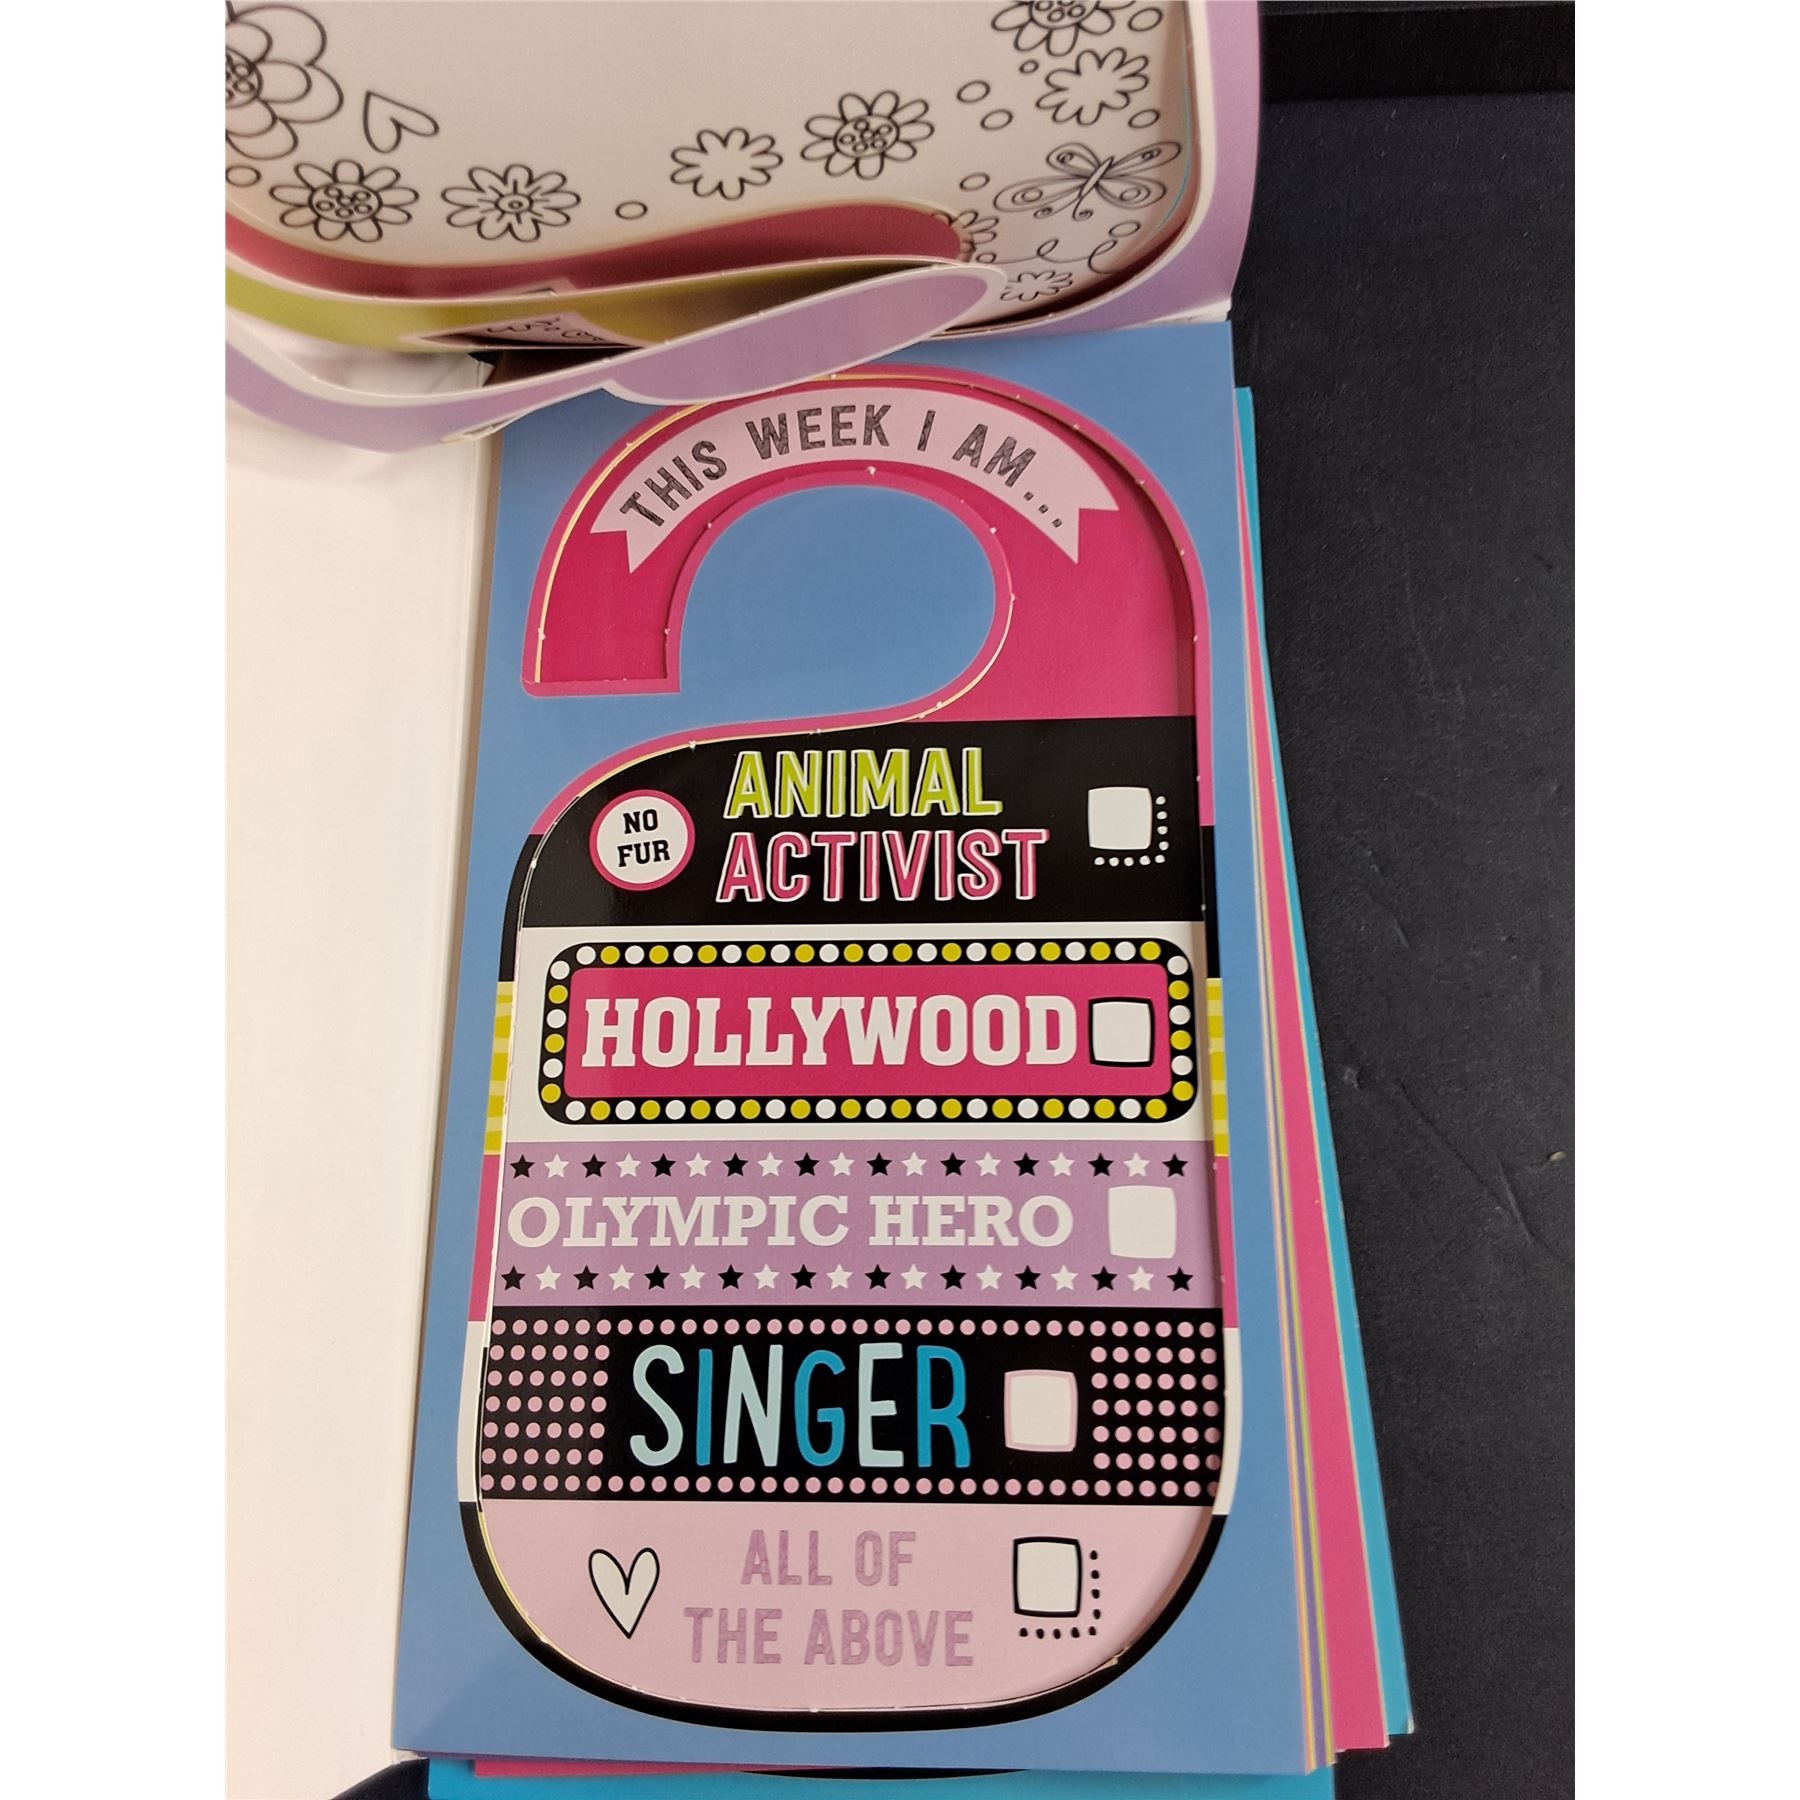 THIS WEEK I AM...
NO
FUR
ANIMAL
ACTIVIST
HOLLYWOOD
OLYMPIC HERO
SINGER
ALL OF
THE ABOVE